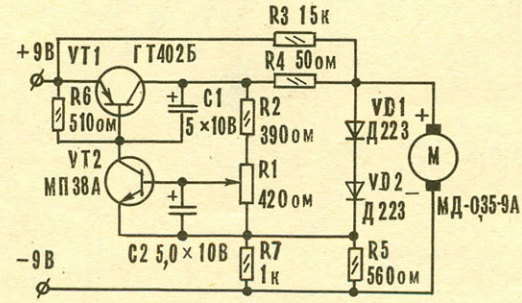 R3 15к
+9В VT1 ГТ402Б R4 50ом
R6 510ом
C1 5×10В
R2 390ом
VD1 Д223
+
М
МД-0,35-9А
VT2 МП38А
+
R1 420ом
VD2 Д223
−
+
C2 5,0×10В
-9В
R7 1к
R5 560ом